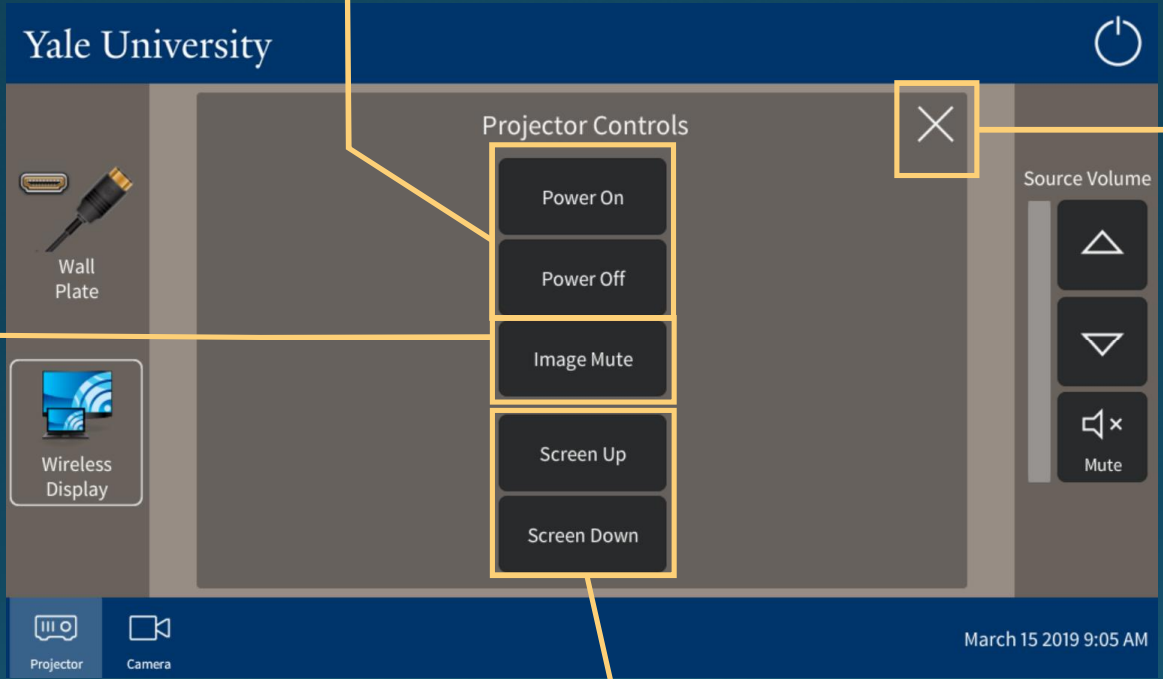 Yale University
Projector Controls
Power On
Power Off
Image Mute
Screen Up
Screen Down
Wall
Plate
Wireless
Display
Source Volume
Mute
Projector
Camera
March 15 2019 9:05 AM